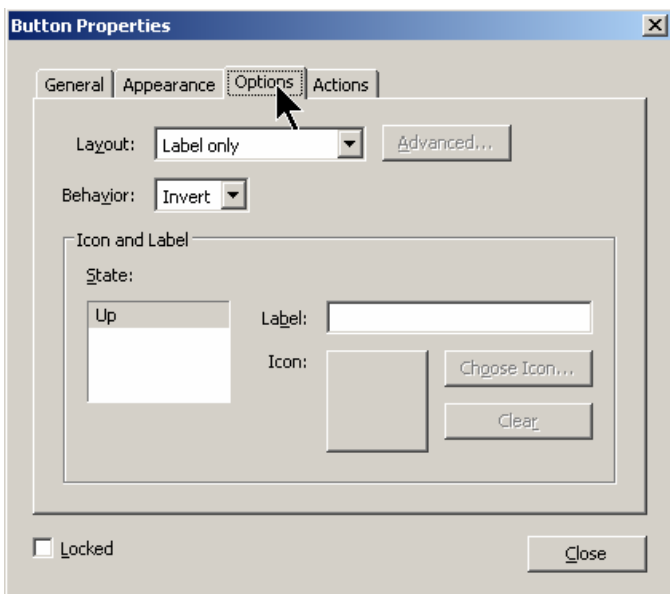 Button Properties
General Appearance Options Actions
Layout: Label only Advanced...
Behavior: Invert
Icon and Label
State:
Up Label:
Icon: Choose Icon...
Clear
Locked Close